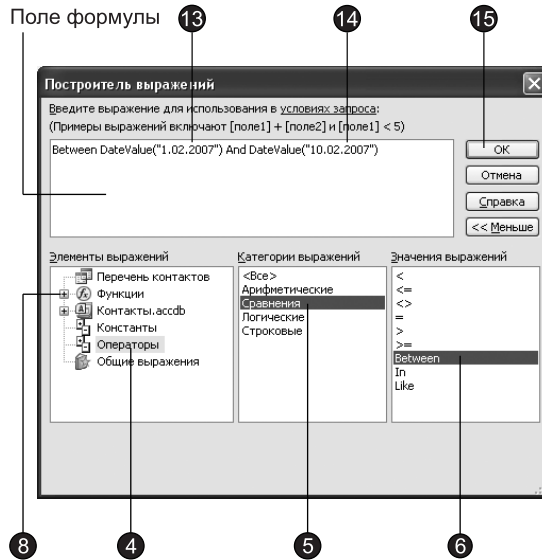 Поле формулы 13 14 15
Построитель выражений
Введите выражение для использования в условиях запроса:
(Примеры выражений включают [поле1] + [поле2] и [поле1] < 5)
Between DateValue("1.02.2007") And DateValue("10.02.2007")
ОК
Отмена
Справка
<< Меньше
Элементы выражений
Перечень контактов
Функции
Контакты.accdb
Константы
Операторы
Общие выражения
Категории выражений
<Все>
Арифметические
Сравнения
Логические
Строковые
Значения выражений
<
<=
<>
=
>
>=
Between
In
Like
8 4 5 6